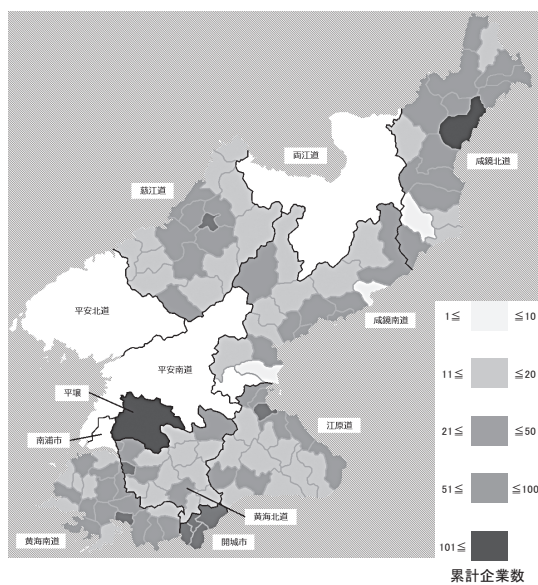 両江道
咸鏡北道
慈江道
平安北道
咸鏡南道
平安南道
平壌
南浦市
江原道
黄海北道
黄海南道
開城市
1≦ ≦10
11≦ ≦20
21≦ ≦50
51≦ ≦100
101≦
累計企業数